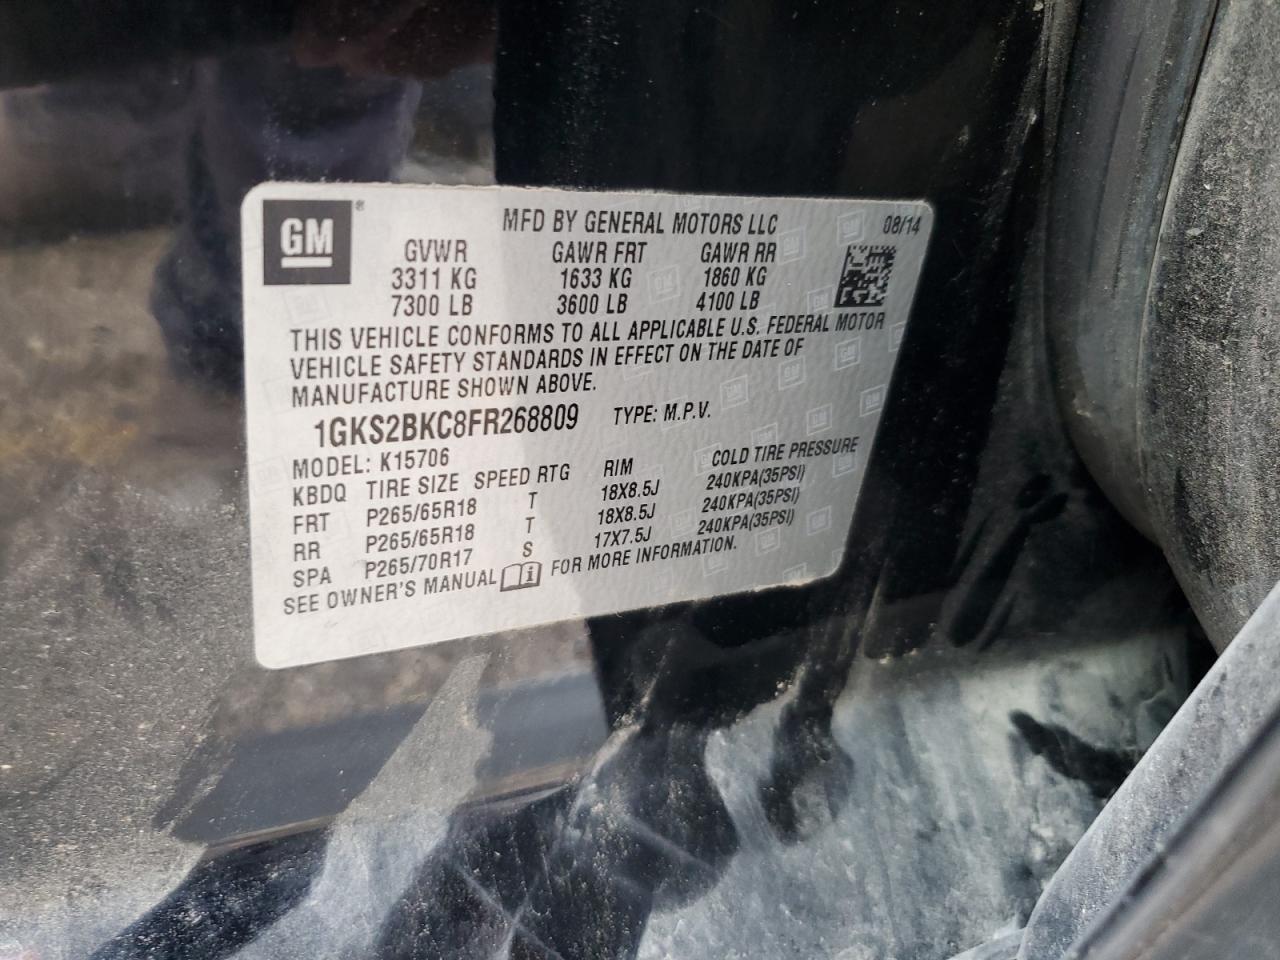 GM ®
MFD BY GENERAL MOTORS LLC 08/14
GVWR GAWR FRT GAWR RR
3311 KG 1633 KG 1860 KG
7300 LB 3600 LB 4100 LB
THIS VEHICLE CONFORMS TO ALL APPLICABLE U.S. FEDERAL MOTOR
VEHICLE SAFETY STANDARDS IN EFFECT ON THE DATE OF
MANUFACTURE SHOWN ABOVE.
1GKS2BKC8FR268809 TYPE: M.P.V.
MODEL: K15706
KBDQ TIRE SIZE SPEED RTG RIM COLD TIRE PRESSURE
FRT P265/65R18 T 18X8.5J 240KPA(35PSI)
RR P265/65R18 T 18X8.5J 240KPA(35PSI)
SPA P265/70R17 S 17X7.5J 240KPA(35PSI)
SEE OWNER'S MANUAL i FOR MORE INFORMATION.